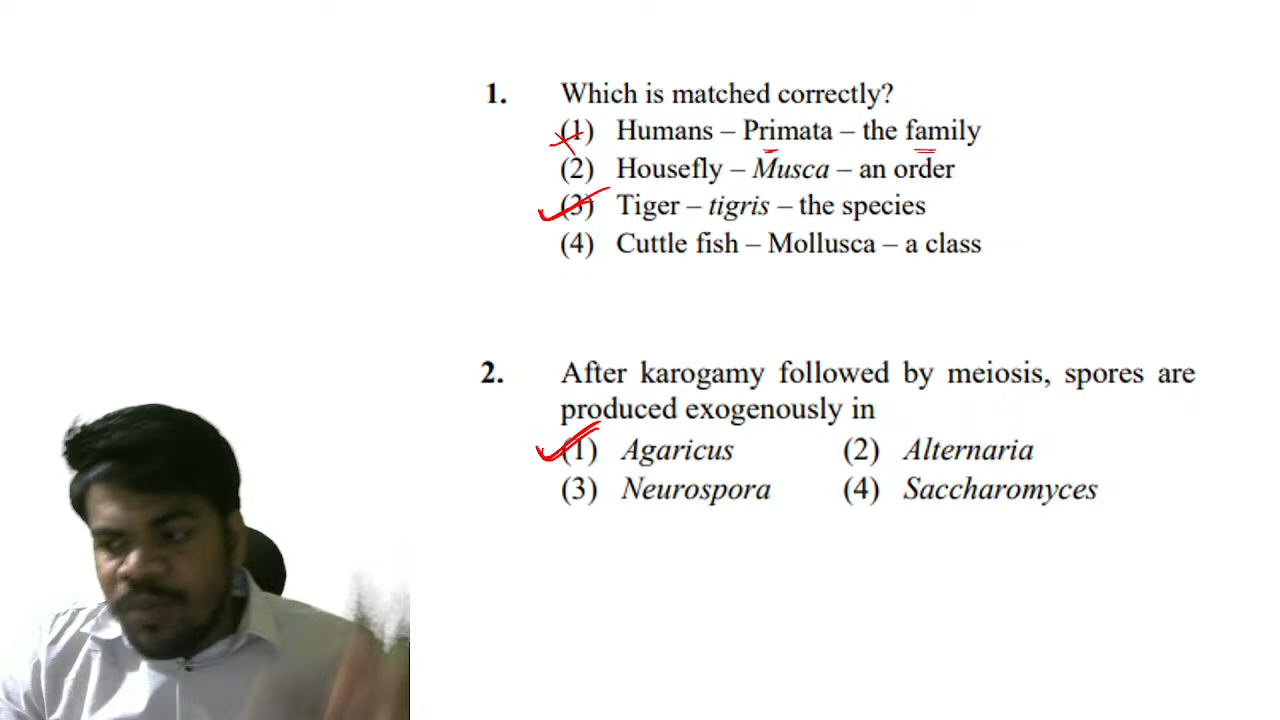 1. Which is matched correctly?
(1) Humans – Primata – the family
(2) Housefly – Musca – an order
(3) Tiger – tigris – the species
(4) Cuttle fish – Mollusca – a class
2. After karogamy followed by meiosis, spores are
produced exogenously in
(1) Agaricus (2) Alternaria
(3) Neurospora (4) Saccharomyces